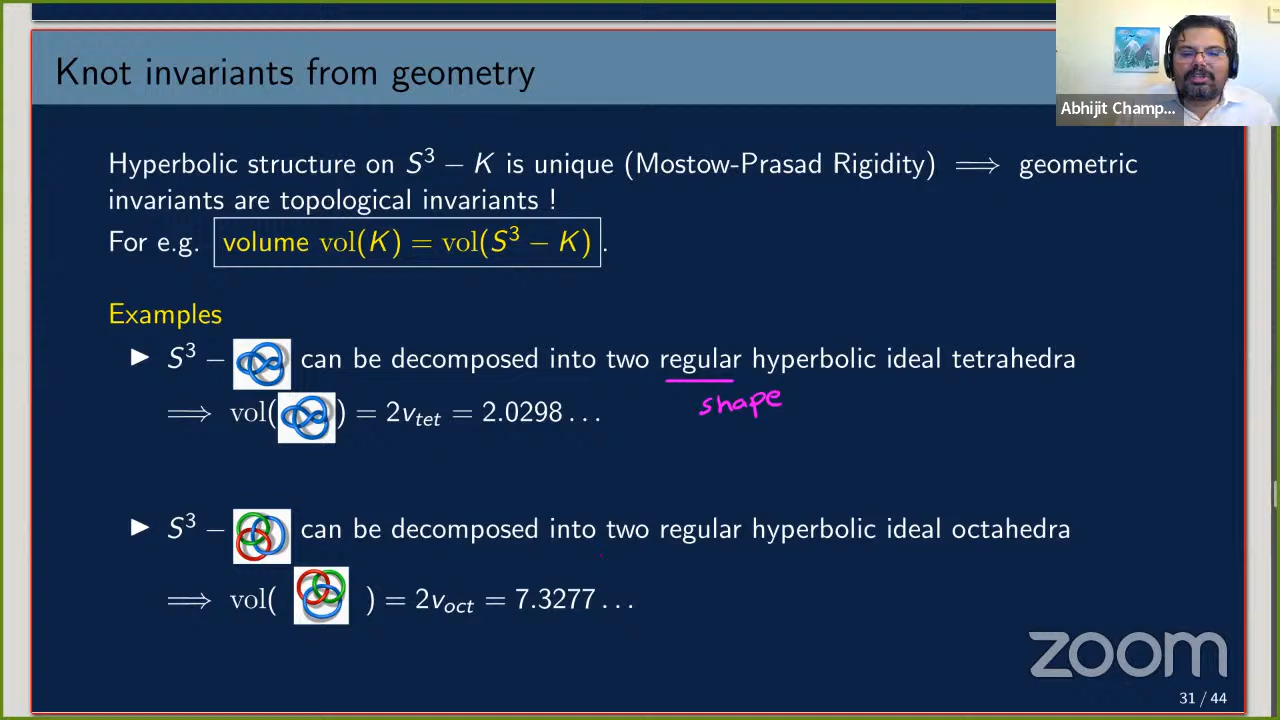 Knot invariants from geometry
Abhijit Champ...
Hyperbolic structure on S³ − K is unique (Mostow-Prasad Rigidity) ⟹ geometric
invariants are topological invariants !
For e.g. volume vol(K) = vol(S³ − K).
Examples
▶ S³ − can be decomposed into two regular hyperbolic ideal tetrahedra
shape
⟹ vol( ) = 2v_tet = 2.0298...
▶ S³ − can be decomposed into two regular hyperbolic ideal octahedra
⟹ vol( ) = 2v_oct = 7.3277...
zoom
31 / 44